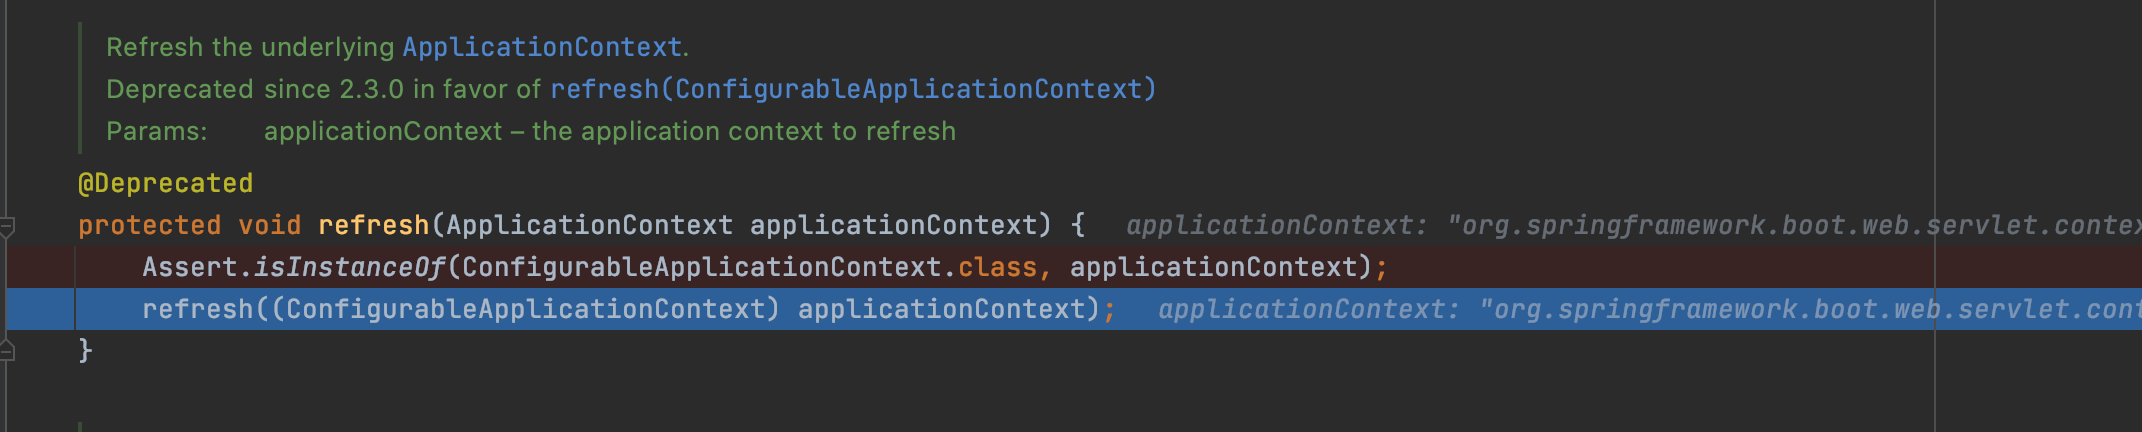 Refresh the underlying ApplicationContext.
Deprecated since 2.3.0 in favor of refresh(ConfigurableApplicationContext)
Params: applicationContext – the application context to refresh
@Deprecated
protected void refresh(ApplicationContext applicationContext) { applicationContext: "org.springframework.boot.web.servlet.contex
Assert.isInstanceOf(ConfigurableApplicationContext.class, applicationContext);
refresh((ConfigurableApplicationContext) applicationContext); applicationContext: "org.springframework.boot.web.servlet.cont
}